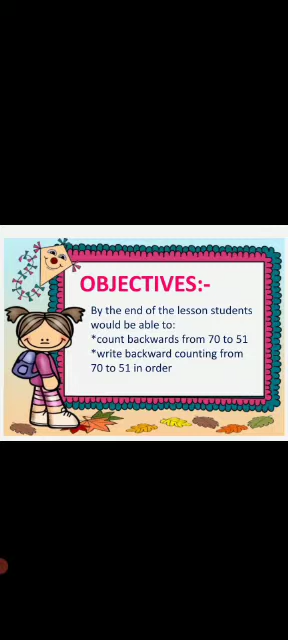 OBJECTIVES:-
By the end of the lesson students
would be able to:
*count backwards from 70 to 51
*write backward counting from
70 to 51 in order